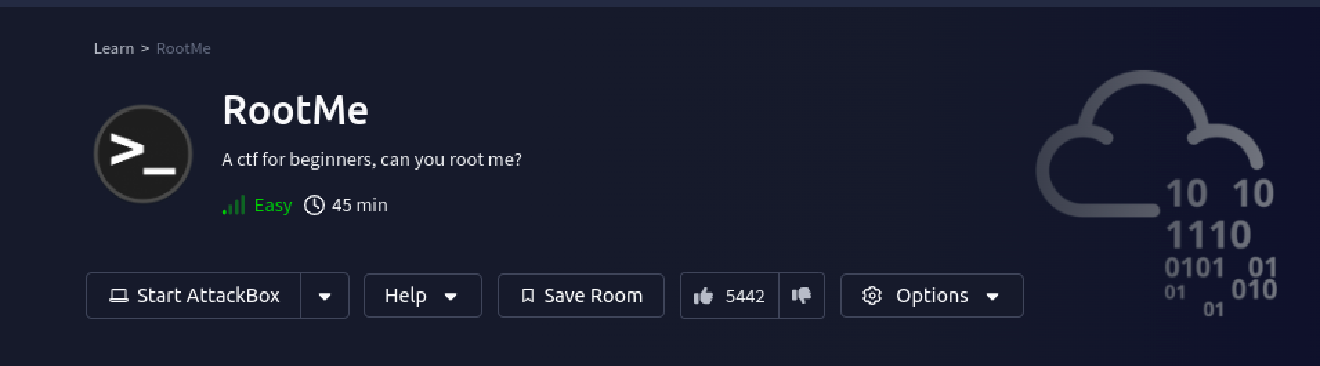 Learn > RootMe
>_
RootMe
A ctf for beginners, can you root me?
Easy 45 min
Start AttackBox Help Save Room 5442 Options
10 10
1110
0101 01
01 010
01